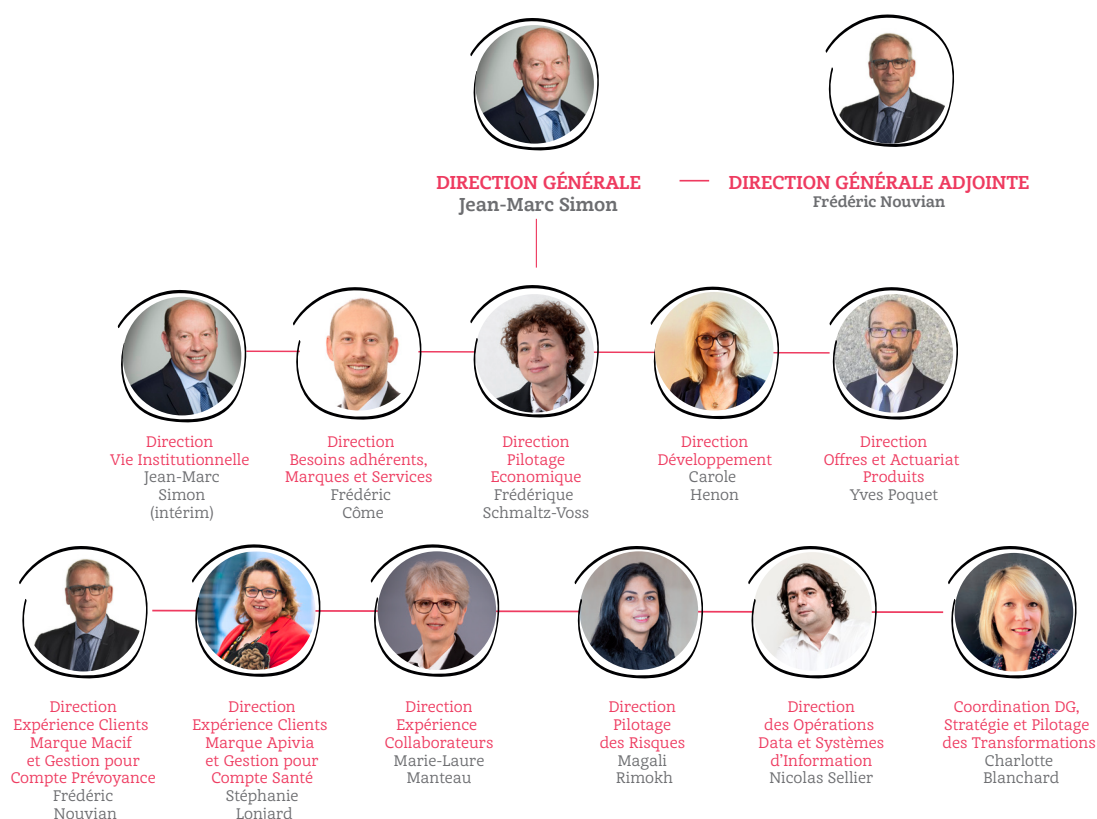 DIRECTION GÉNÉRALE
Jean-Marc Simon
DIRECTION GÉNÉRALE ADJOINTE
Frédéric Nouvian
Direction
Vie Institutionnelle
Jean-Marc
Simon
(intérim)
Direction
Besoins adhérents,
Marques et Services
Frédéric
Côme
Direction
Pilotage
Economique
Frédérique
Schmaltz-Voss
Direction
Développement
Carole
Henon
Direction
Offres et Actuariat
Produits
Yves Poquet
Direction
Expérience Clients
Marque Macif
et Gestion pour
Compte Prévoyance
Frédéric
Nouvian
Direction
Expérience Clients
Marque Apivia
et Gestion pour
Compte Santé
Stéphanie
Loniard
Direction
Expérience
Collaborateurs
Marie-Laure
Manteau
Direction
Pilotage
des Risques
Magali
Rimokh
Direction
des Opérations
Data et Systèmes
d'Information
Nicolas Sellier
Coordination DG,
Stratégie et Pilotage
des Transformations
Charlotte
Blanchard